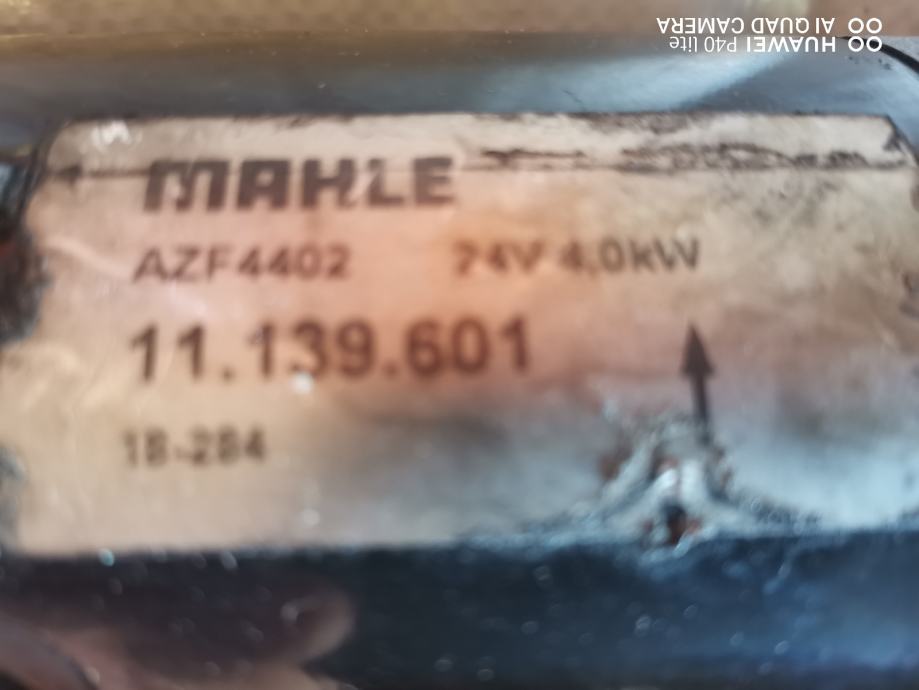 MAHLE
AZF4402 24V 4,0kW
11.139.601
18-284
HUAWEI P40 lite
AI QUAD CAMERA